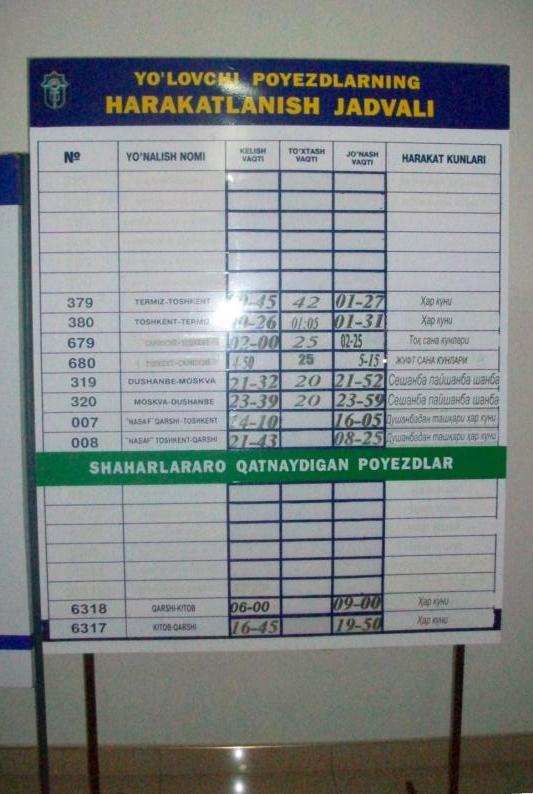 YO'LOVCHI POYEZDLARNING
HARAKATLANISH JADVALI
№ YO'NALISH NOMI KELISH VAQTI TO'XTASH VAQTI JO'NASH VAQTI HARAKAT KUNLARI
379 TERMIZ-TOSHKENT 42 01-27 Ҳар куни
380 TOSHKENT-TERMIZ 01:05 01-31 Ҳар куни
679 02-00 25 02-25 Тоқ сана кунлари
680 25 5-15 ЖУФТ САНА КУНЛАРИ
319 DUSHANBE-MOSKVA 21-32 20 21-52 Сешанба пайшанба шанба
320 MOSKVA-DUSHANBE 23-39 20 23-59 Сешанба пайшанба шанба
007 "NASAF" QARSHI-TOSHKENT 16-05 Душанбадан ташқари ҳар куни
008 "NASAF" TOSHKENT-QARSHI 21-43 08-25 Душанбадан ташқари ҳар куни
SHAHARLARARO QATNAYDIGAN POYEZDLAR
6318 QARSHI-KITOB 06-00 09-00 Ҳар куни
6317 KITOB-QARSHI 16-45 19-50 Ҳар куни